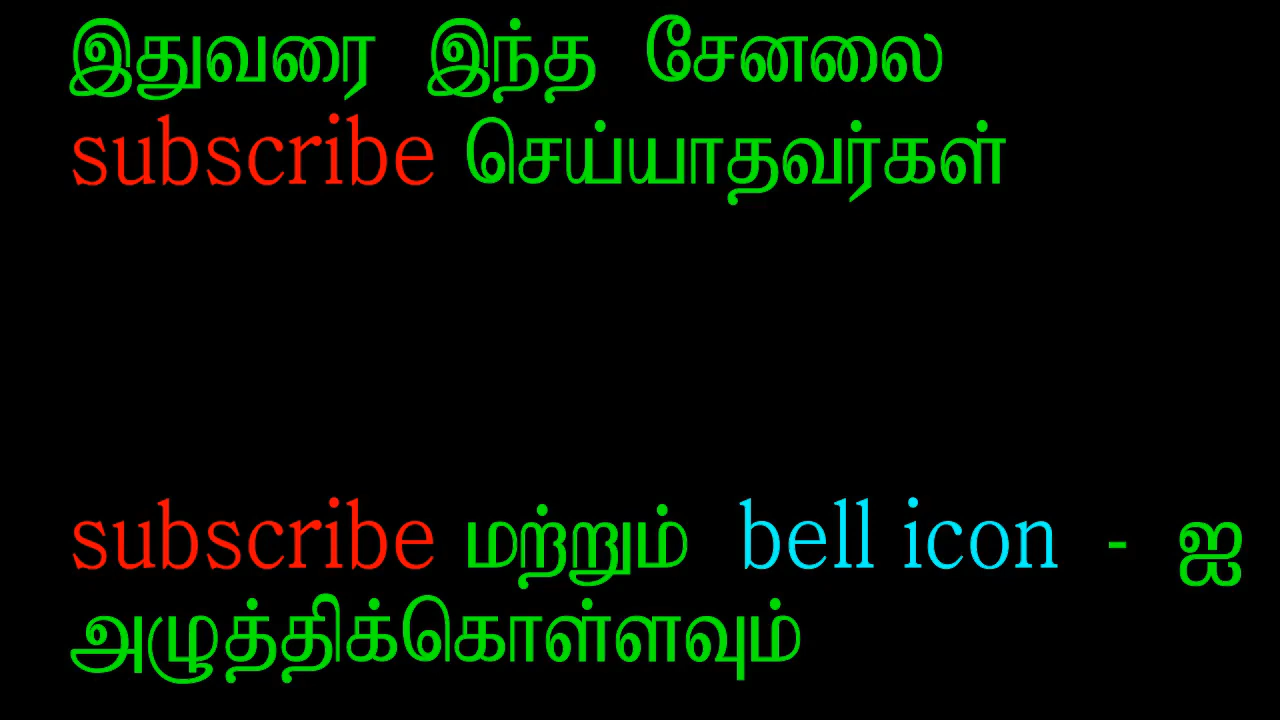 இதுவரை இந்த சேனலை
subscribe செய்யாதவர்கள்
subscribe மற்றும் bell icon - ஐ
அழுத்திக்கொள்ளவும்